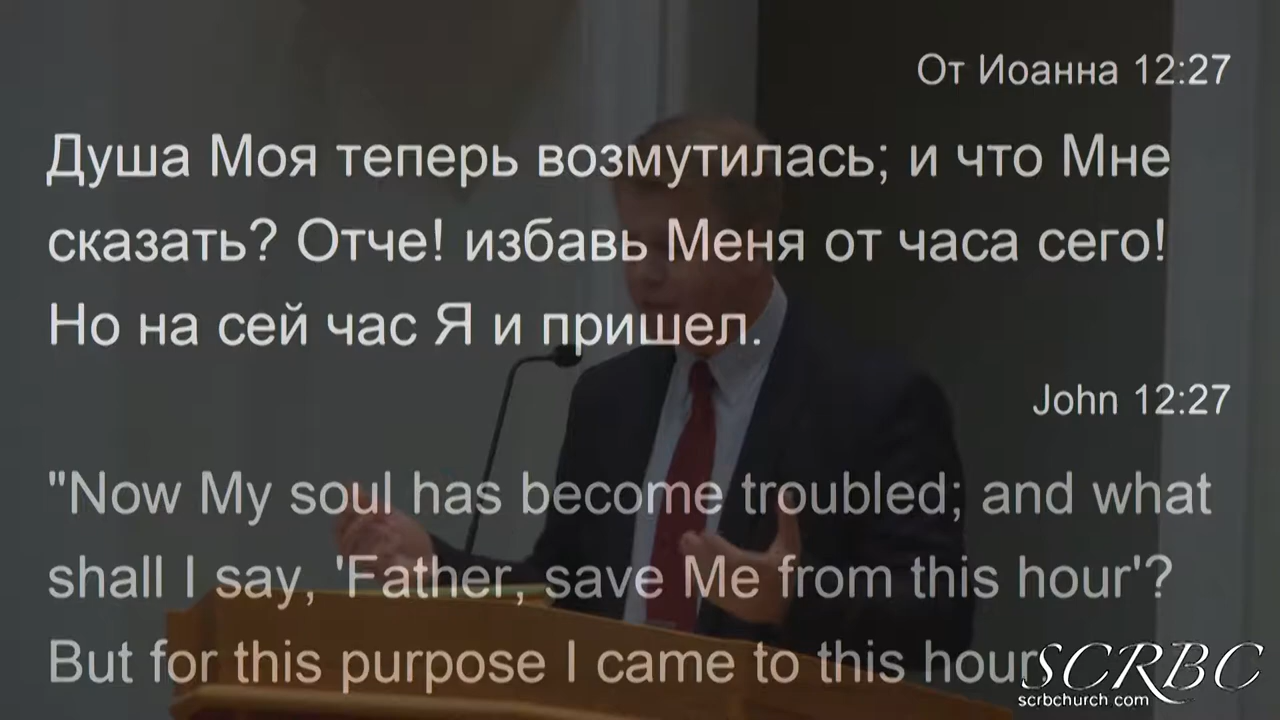 От Иоанна 12:27
Душа Моя теперь возмутилась; и что Мне
сказать? Отче! избавь Меня от часа сего!
Но на сей час Я и пришел.
John 12:27
"Now My soul has become troubled; and what
shall I say, 'Father, save Me from this hour'?
But for this purpose I came to this hour
SCRBC
scrbchurch.com